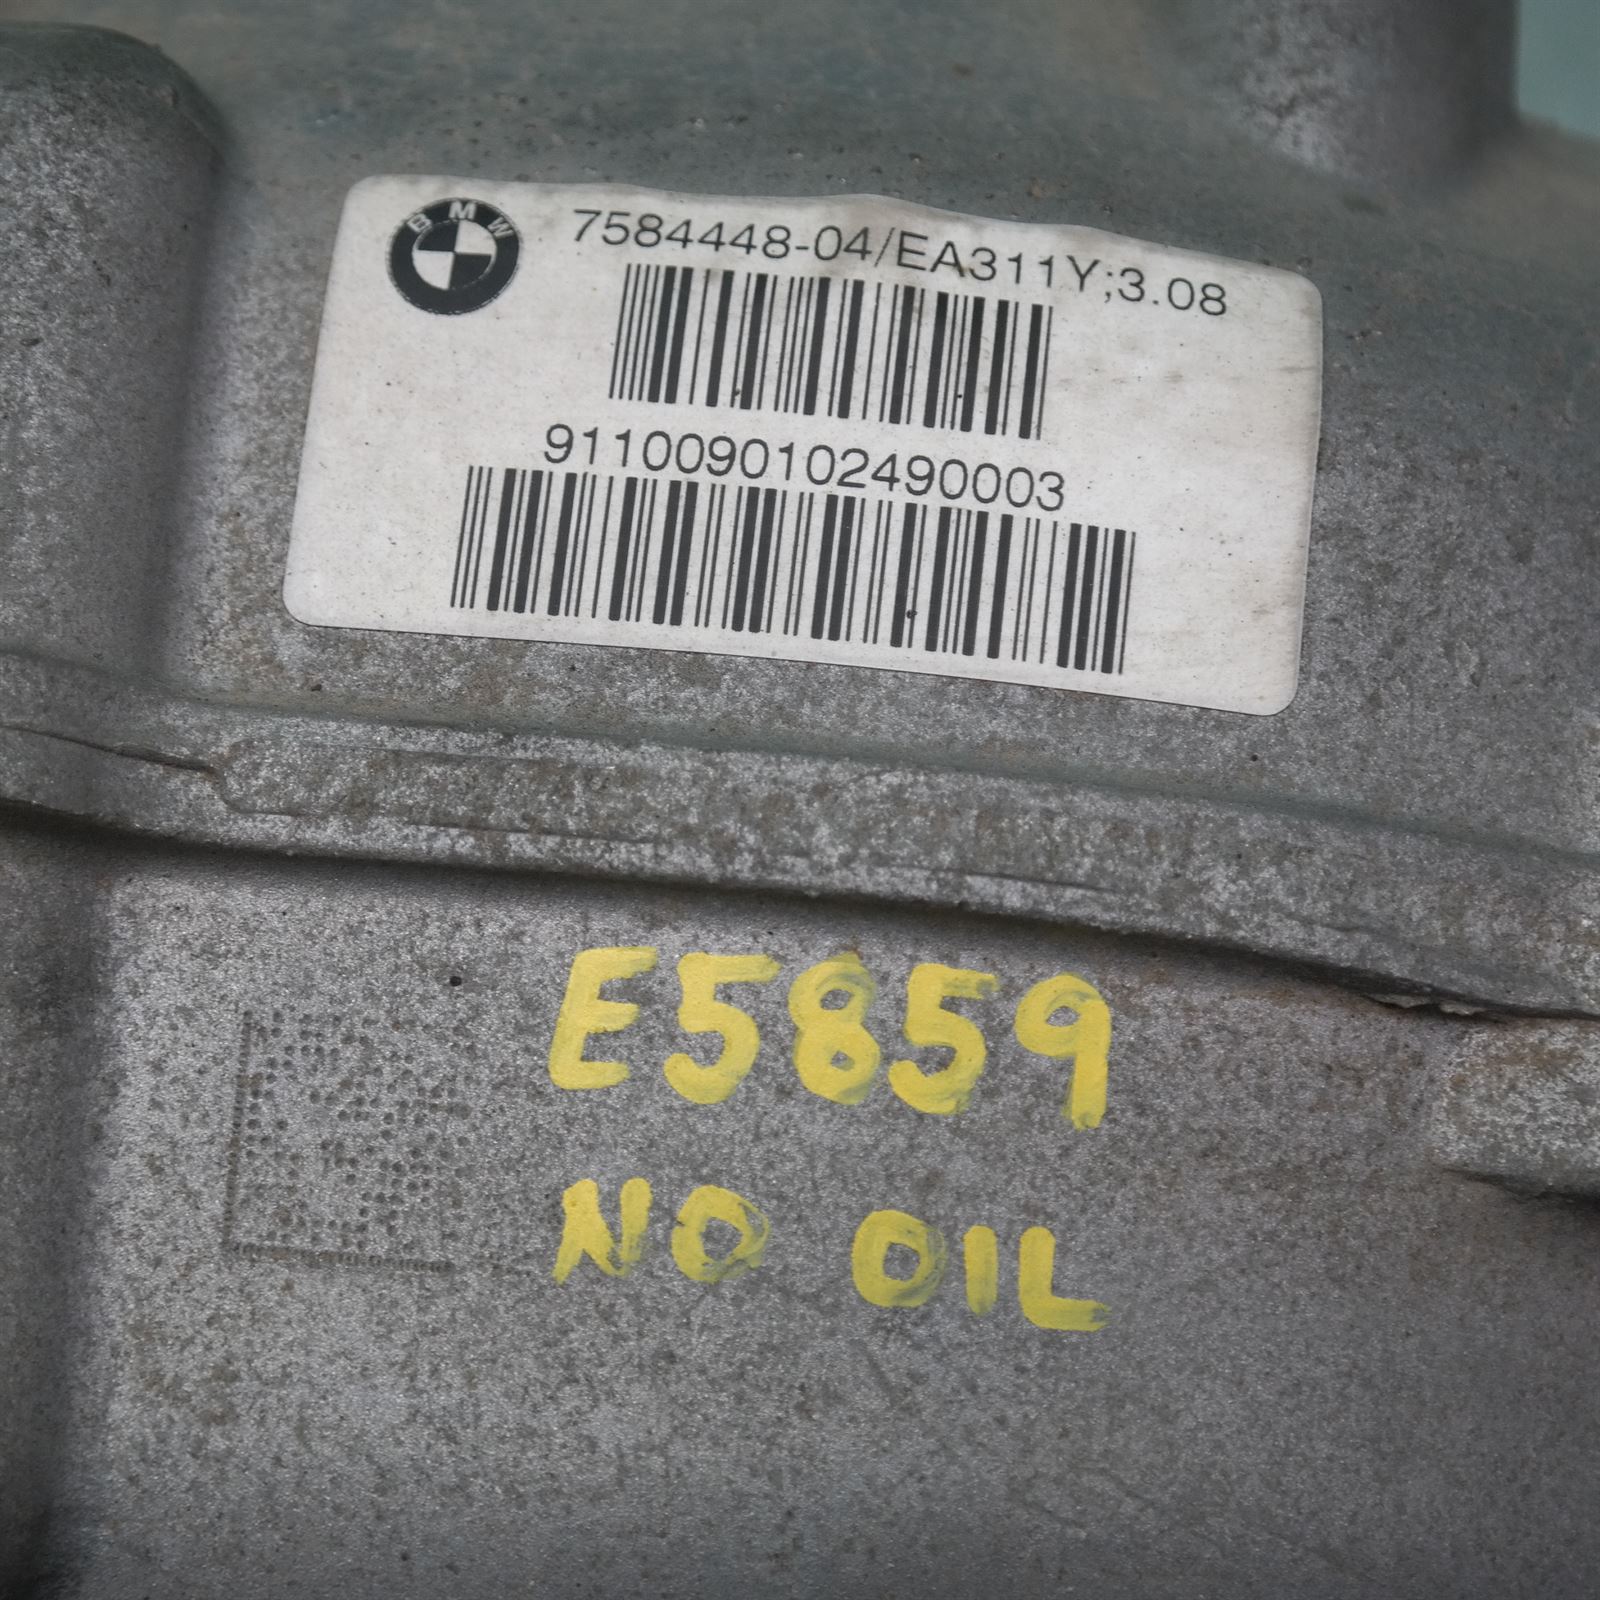 BMW
7584448-04/EA311Y;3.08
9110090102490003
E5859
NO OIL